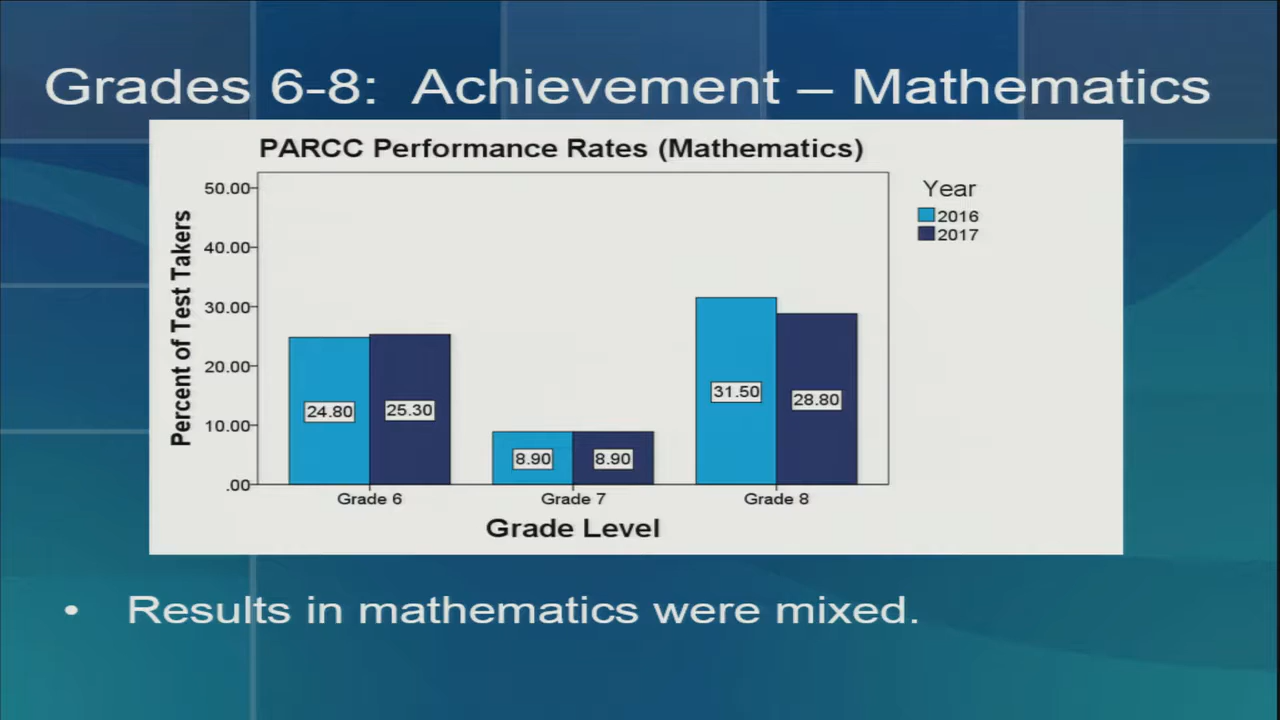 Grades 6-8: Achievement – Mathematics
PARCC Performance Rates (Mathematics)
Percent of Test Takers
50.00
40.00
30.00
20.00
10.00
.00
24.80
25.30
8.90
8.90
31.50
28.80
Grade 6
Grade 7
Grade 8
Grade Level
Year
2016
2017
• Results in mathematics were mixed.